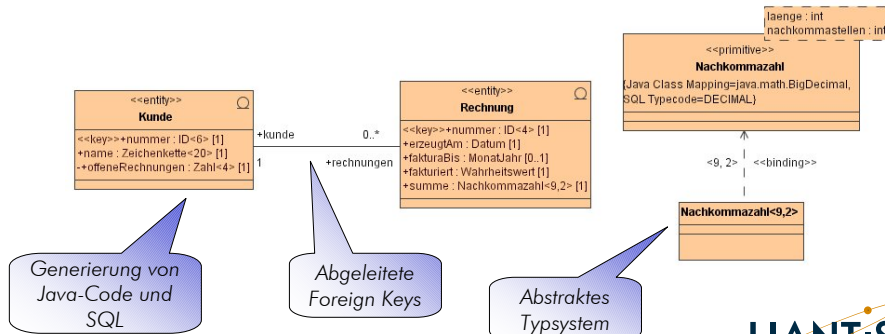 laenge : int
nachkommastellen : int
<<primitive>>
Nachkommazahl
{Java Class Mapping=java.math.BigDecimal,
SQL Typecode=DECIMAL}
<<entity>>
Kunde
<<key>>+nummer : ID<6> [1]
+name : Zeichenkette<20> [1]
-+offeneRechnungen : Zahl<4> [1]
+kunde
1
0..*
+rechnungen
<<entity>>
Rechnung
<<key>>+nummer : ID<4> [1]
+erzeugtAm : Datum [1]
+fakturaBis : MonatJahr [0..1]
+fakturiert : Wahrheitswert [1]
+summe : Nachkommazahl<9,2> [1]
<9, 2>
<<binding>>
Nachkommazahl<9,2>
Generierung von
Java-Code und
SQL
Abgeleitete
Foreign Keys
Abstraktes
Typsystem